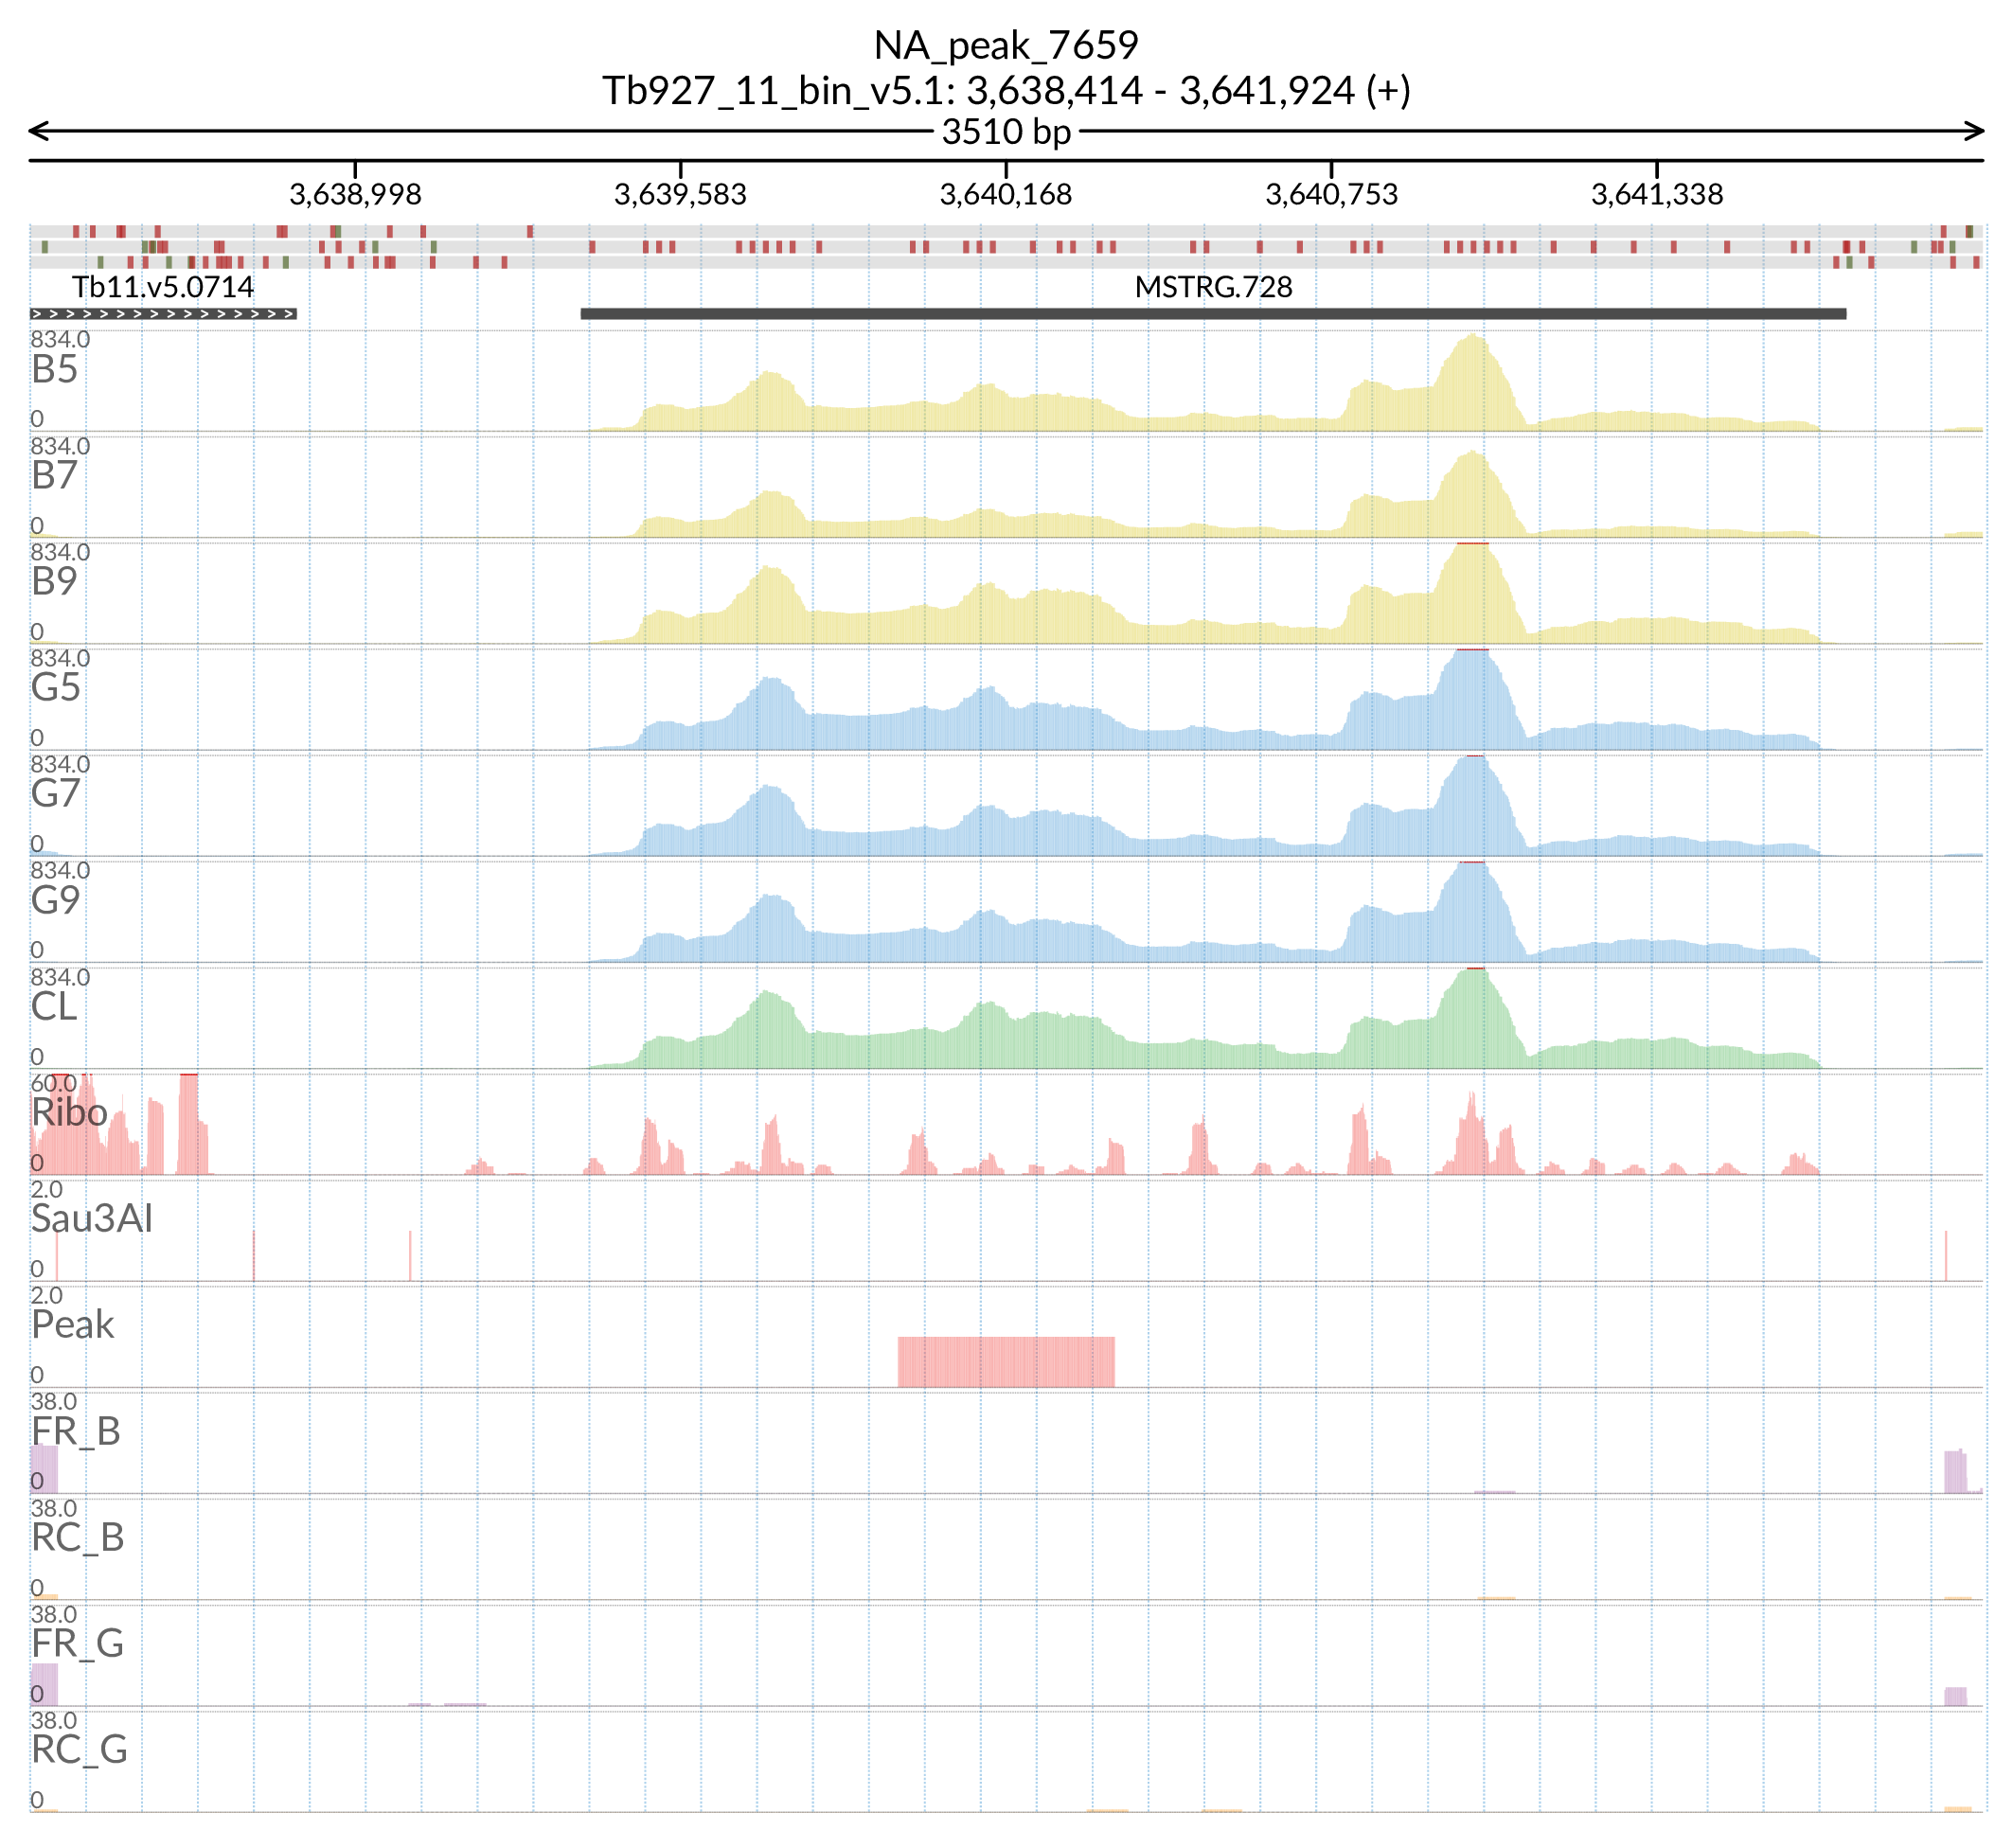 NA_peak_7659
Tb927_11_bin_v5.1: 3,638,414 - 3,641,924 (+)
3510 bp
3,638,998 3,639,583 3,640,168 3,640,753 3,641,338
Tb11.v5.0714 MSTRG.728
834.0
B5
0
834.0
B7
0
834.0
B9
0
834.0
G5
0
834.0
G7
0
834.0
G9
0
834.0
CL
0
60.0
Ribo
0
2.0
Sau3AI
0
2.0
Peak
0
38.0
FR_B
0
38.0
RC_B
0
38.0
FR_G
0
38.0
RC_G
0